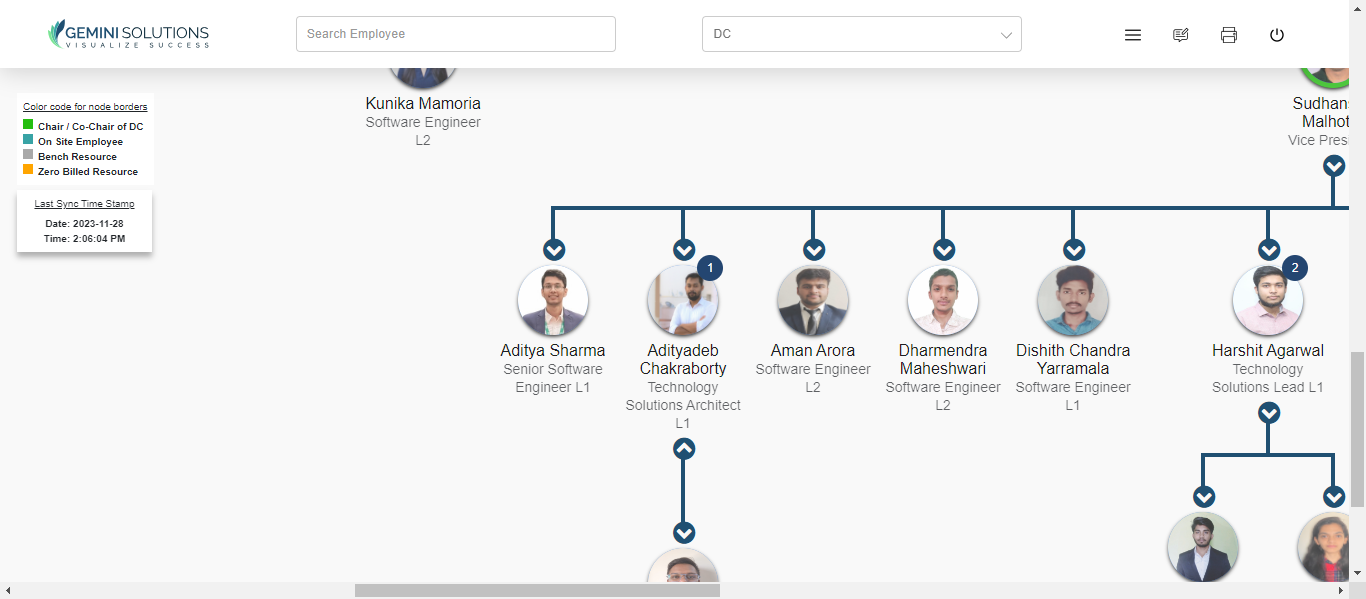 GEMINI SOLUTIONS
VISUALIZE SUCCESS
Search Employee
DC
Kunika Mamoria
Software Engineer
L2
Color code for node borders
Chair / Co-Chair of DC
On Site Employee
Bench Resource
Zero Billed Resource
Last Sync Time Stamp
Date: 2023-11-28
Time: 2:06:04 PM
Sudhans
Malhot
Vice Pres
Aditya Sharma
Senior Software
Engineer L1
1
Adityadeb
Chakraborty
Technology
Solutions Architect
L1
Aman Arora
Software Engineer
L2
Dharmendra
Maheshwari
Software Engineer
L2
Dishith Chandra
Yarramala
Software Engineer
L1
2
Harshit Agarwal
Technology
Solutions Lead L1